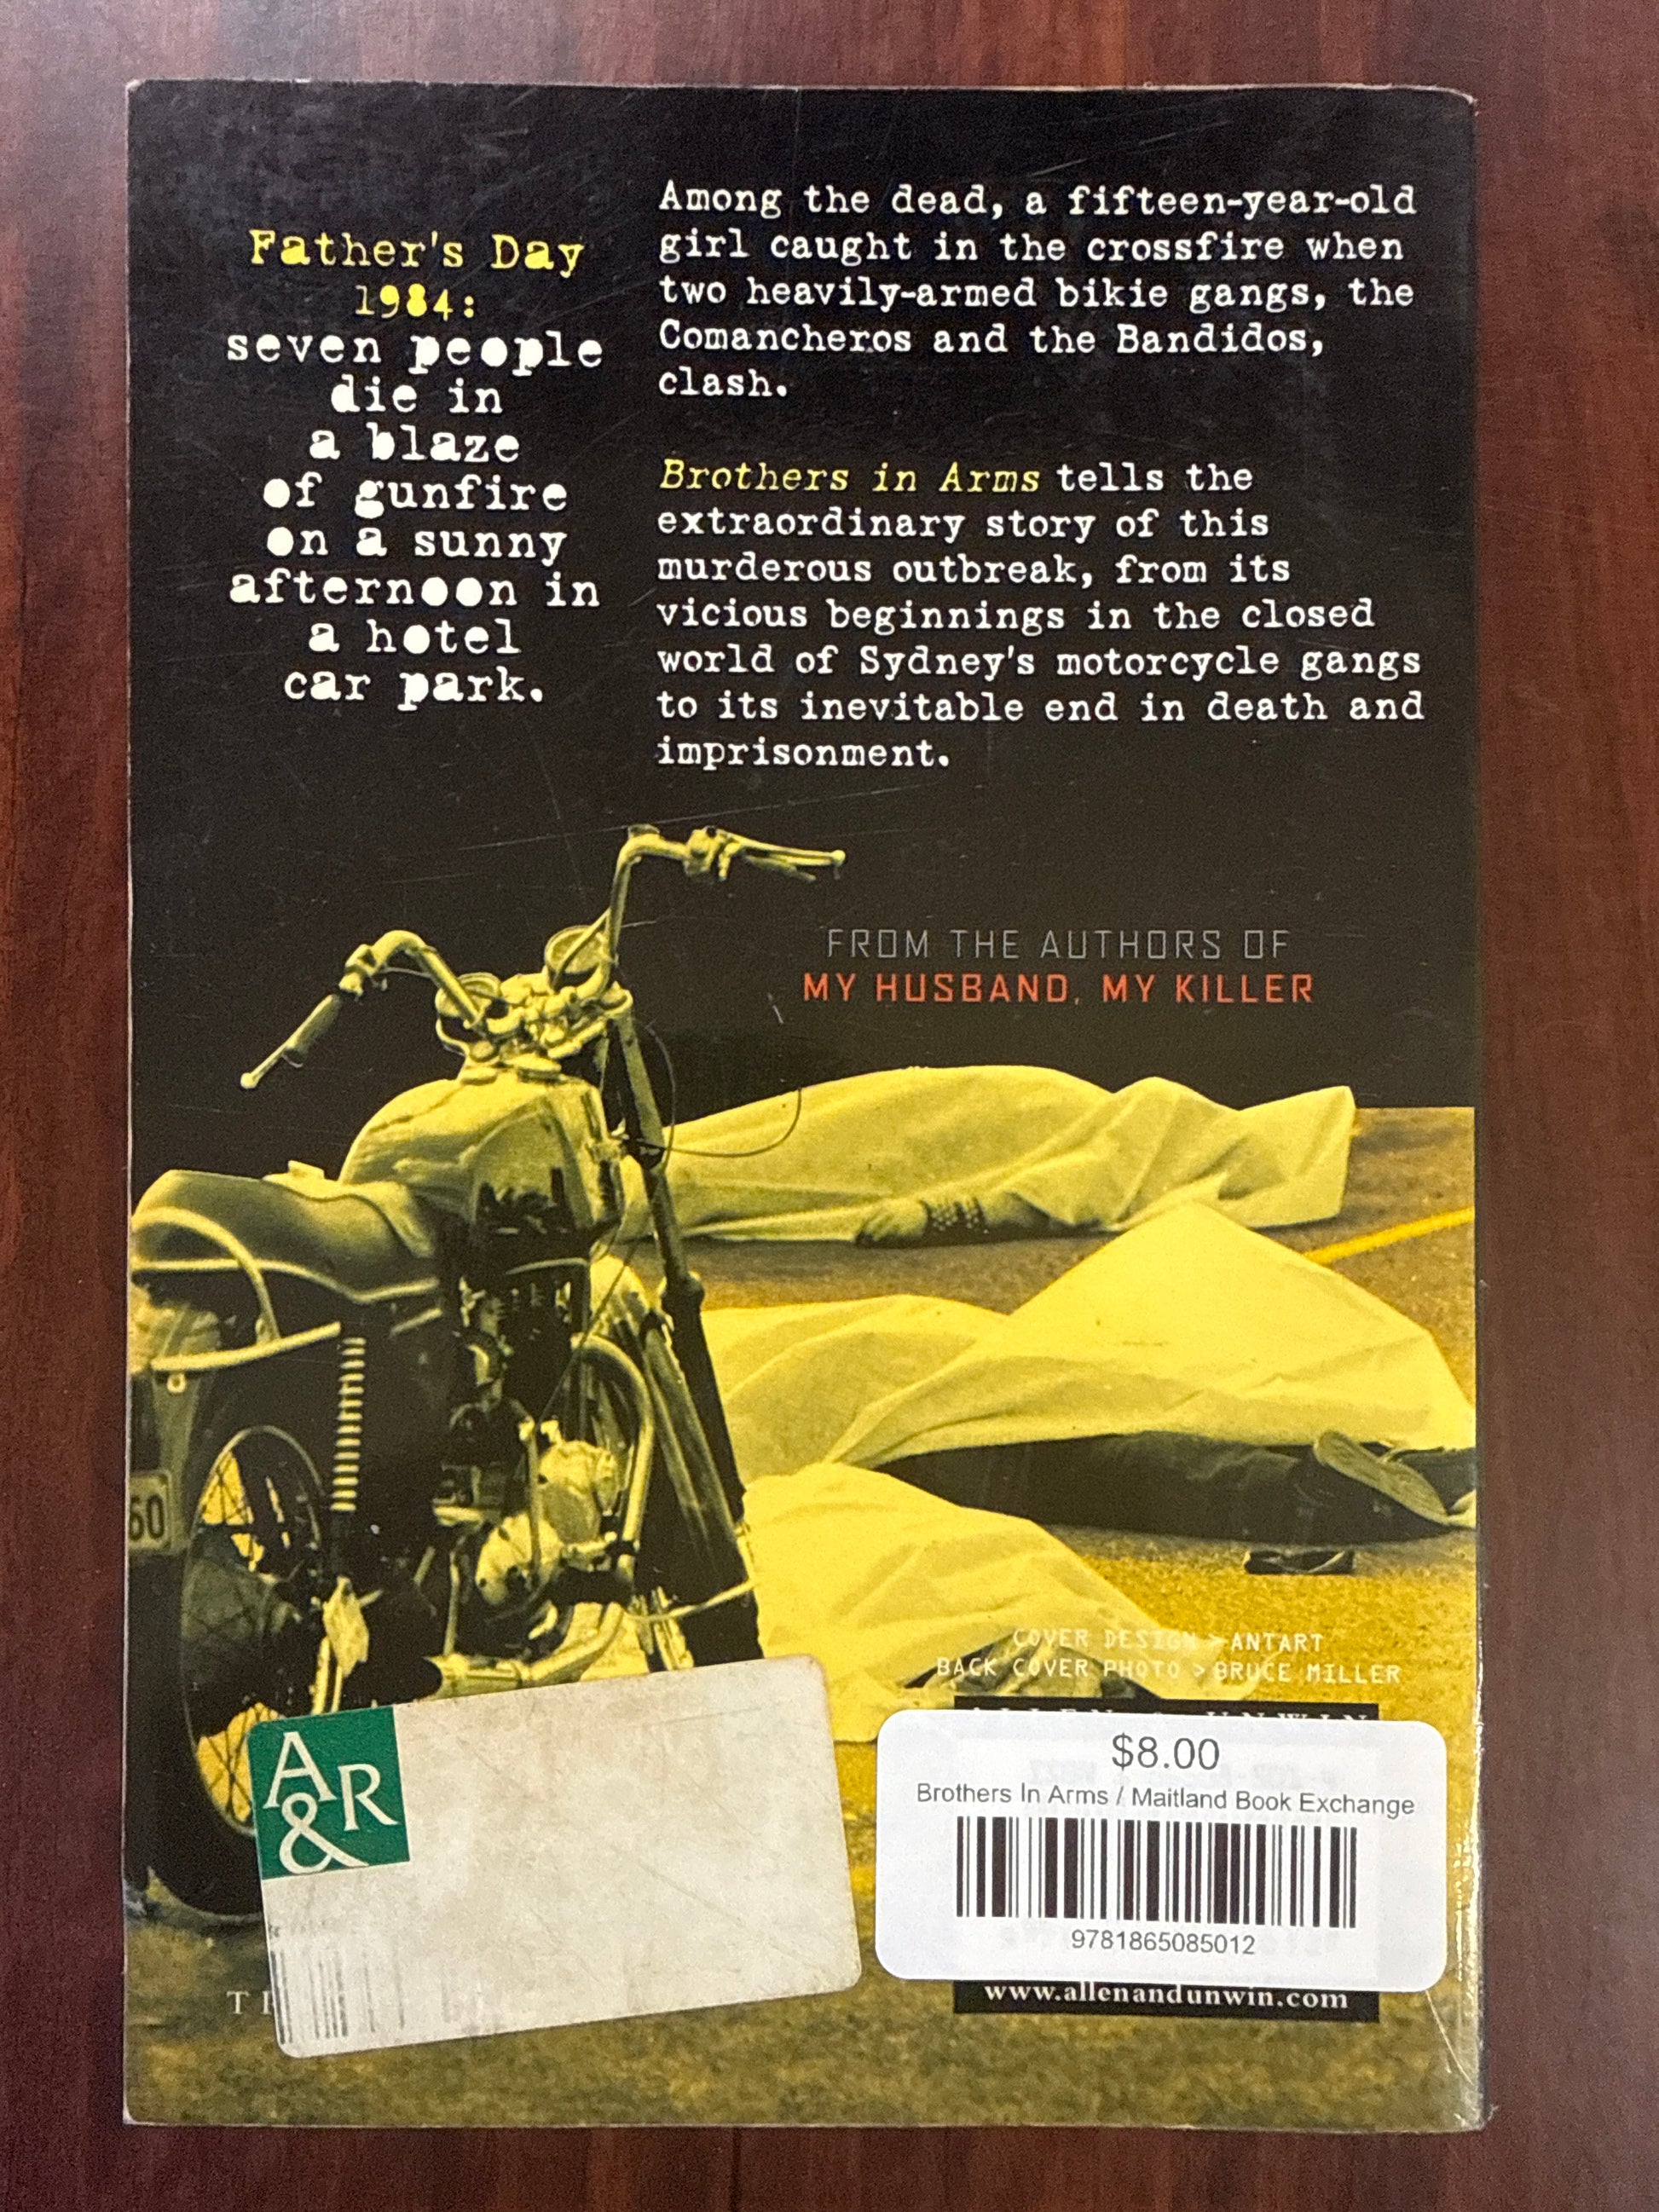 Father's Day
1984:
seven people
die in
a blaze
of gunfire
on a sunny
afternoon in
a hotel
car park.
Among the dead, a fifteen-year-old
girl caught in the crossfire when
two heavily-armed bikie gangs, the
Comancheros and the Bandidos,
clash.
Brothers in Arms tells the
extraordinary story of this
murderous outbreak, from its
vicious beginnings in the closed
world of Sydney's motorcycle gangs
to its inevitable end in death and
imprisonment.
FROM THE AUTHORS OF
MY HUSBAND, MY KILLER
60
COVER DESIGN > ANTART
BACK COVER PHOTO > BRUCE MILLER
A&R
ALLEN & UNWIN
$8.00
Brothers In Arms / Maitland Book Exchange
9781865085012
www.allenandunwin.com